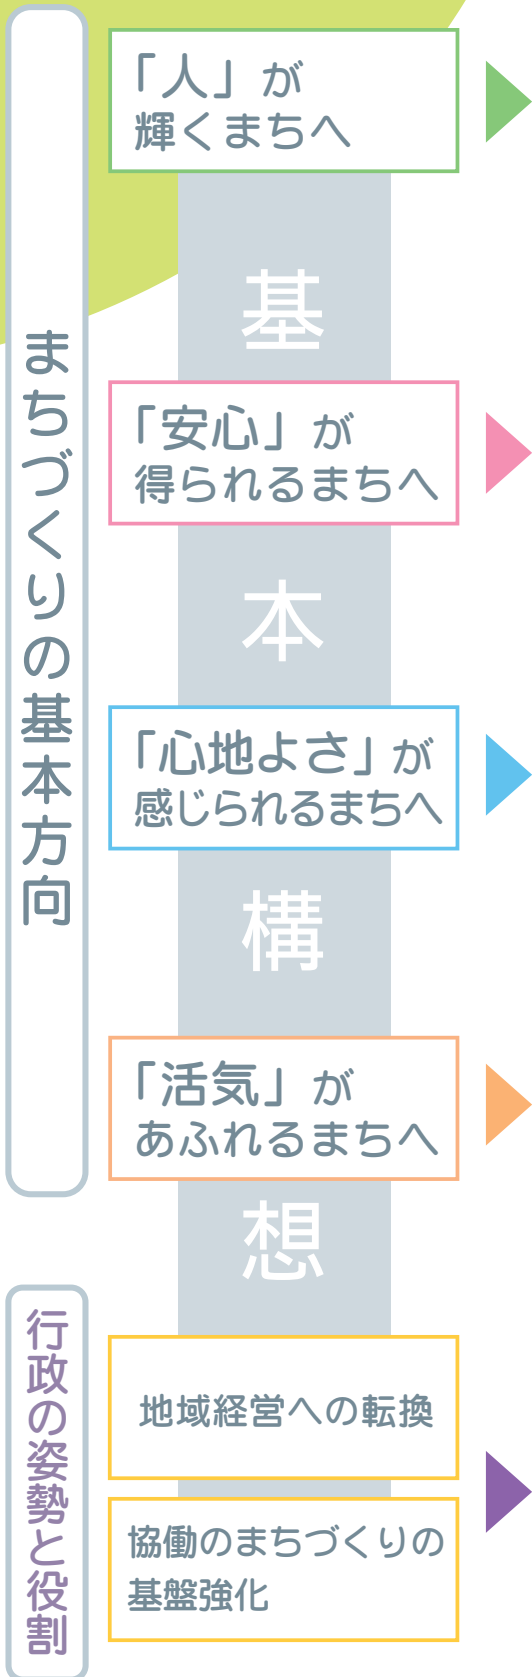 まちづくりの基本方向
「人」が
輝くまちへ
「安心」が
得られるまちへ
「心地よさ」が
感じられるまちへ
「活気」が
あふれるまちへ
基本構想
行政の姿勢と役割
地域経営への転換
協働のまちづくりの
基盤強化